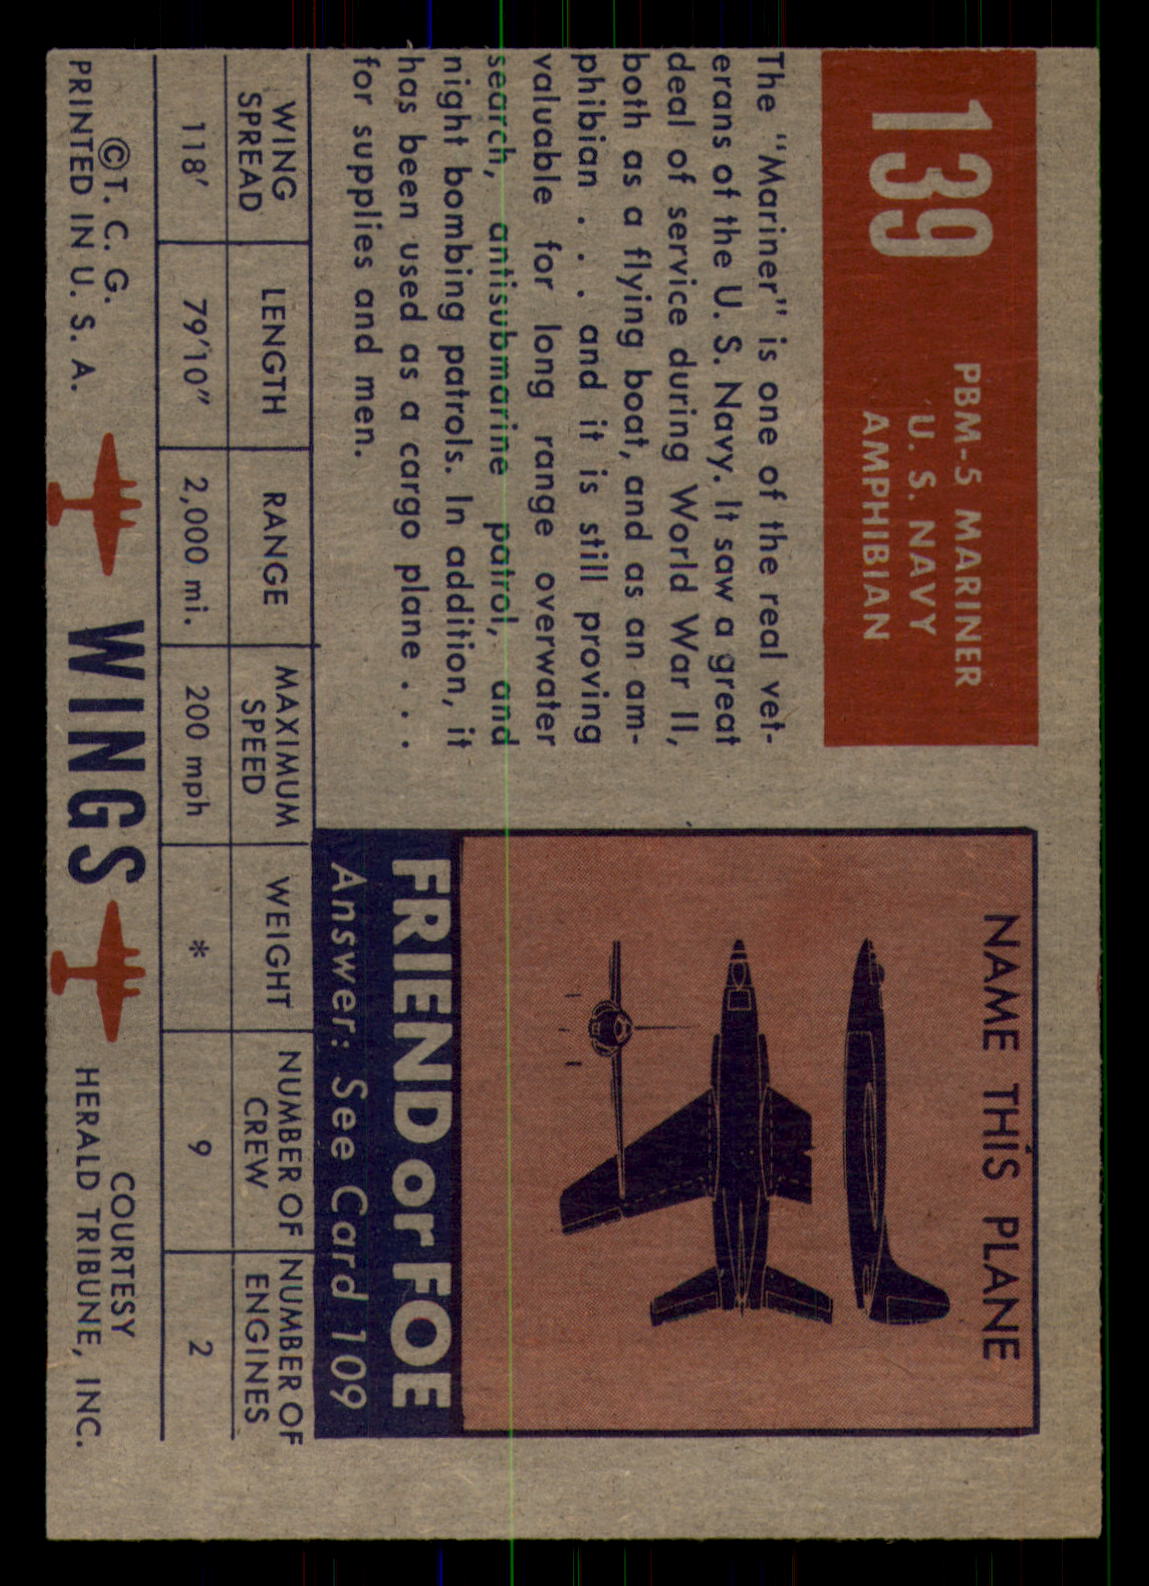 139
PBM-5 MARINER
U. S. NAVY
AMPHIBIAN
The "Mariner" is one of the real vet-
erans of the U. S. Navy. It saw a great
deal of service during World War II,
both as a flying boat, and as an am-
phibian . . . and it is still proving
valuable for long range overwater
search, antisubmarine patrol, and
night bombing patrols. In addition, it
has been used as a cargo plane . . .
for supplies and men.
NAME THIS PLANE
FRIEND or FOE
Answer: See Card 109
WING SPREAD LENGTH RANGE MAXIMUM SPEED WEIGHT NUMBER OF CREW NUMBER OF ENGINES
118' 79'10" 2,000 mi. 200 mph * 9 2
©T. C. G.
PRINTED IN U. S. A.
WINGS
COURTESY
HERALD TRIBUNE, INC.